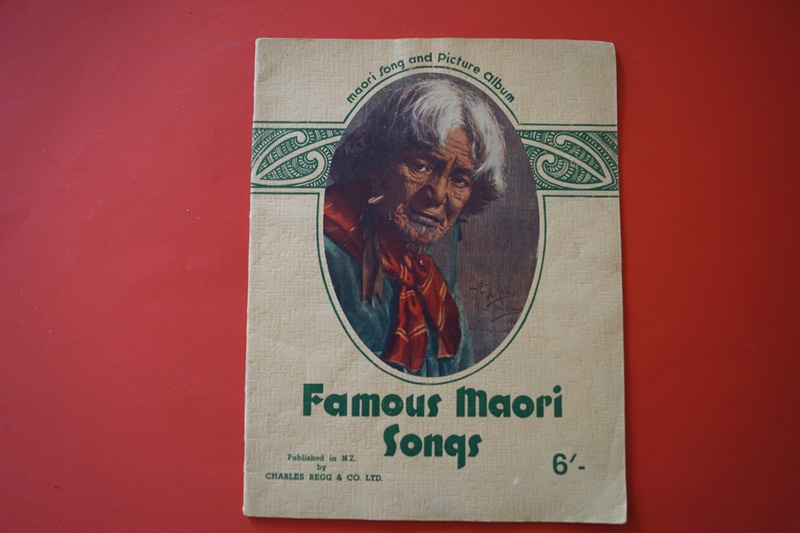 maori Song and Picture Album
Famous Maori
Songs
Published in N.Z.
by
CHARLES BEGG & CO. LTD.
6/-